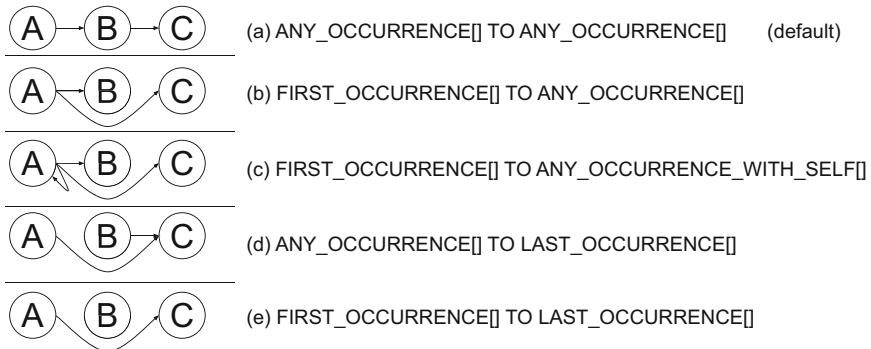 A B C (a) ANY_OCCURRENCE[] TO ANY_OCCURRENCE[] (default)
A B C (b) FIRST_OCCURRENCE[] TO ANY_OCCURRENCE[]
A B C (c) FIRST_OCCURRENCE[] TO ANY_OCCURRENCE_WITH_SELF[]
A B C (d) ANY_OCCURRENCE[] TO LAST_OCCURRENCE[]
A B C (e) FIRST_OCCURRENCE[] TO LAST_OCCURRENCE[]